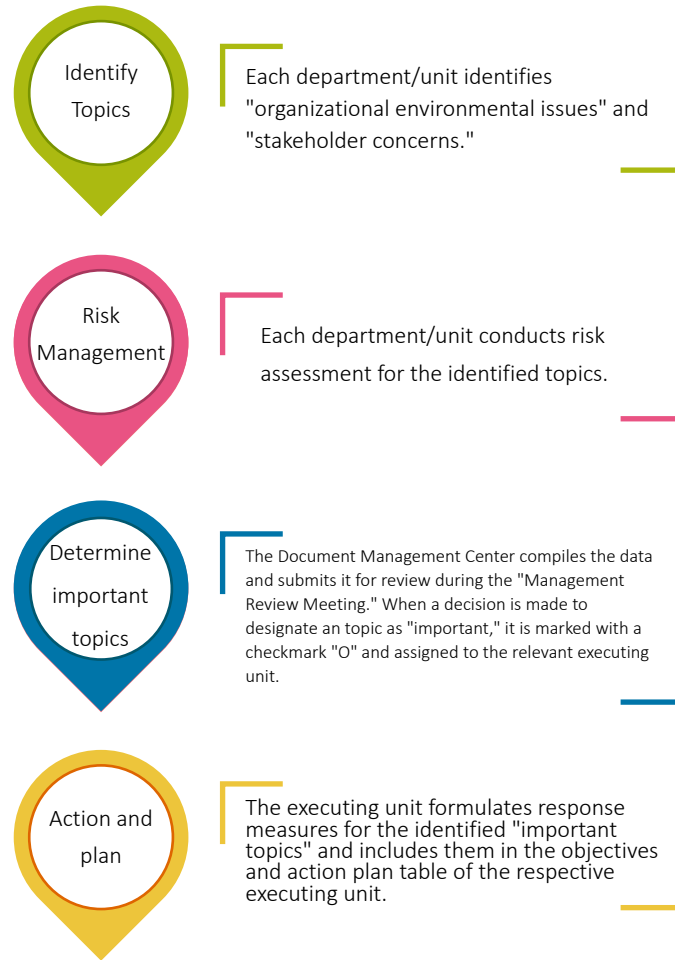 Identify
Topics
Each department/unit identifies
"organizational environmental issues" and
"stakeholder concerns."
Risk
Management
Each department/unit conducts risk
assessment for the identified topics.
Determine
important
topics
The Document Management Center compiles the data
and submits it for review during the "Management
Review Meeting." When a decision is made to
designate an topic as "important," it is marked with a
checkmark "O" and assigned to the relevant executing
unit.
Action and
plan
The executing unit formulates response
measures for the identified "important
topics" and includes them in the objectives
and action plan table of the respective
executing unit.